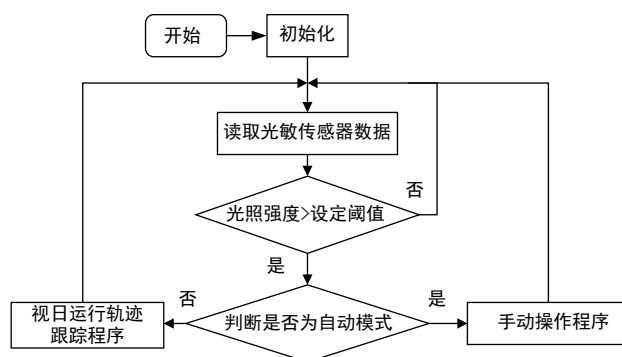 开始
初始化
读取光敏传感器数据
光照强度>设定阈值
否
是
判断是否为自动模式
否
是
视日运行轨迹
跟踪程序
手动操作程序